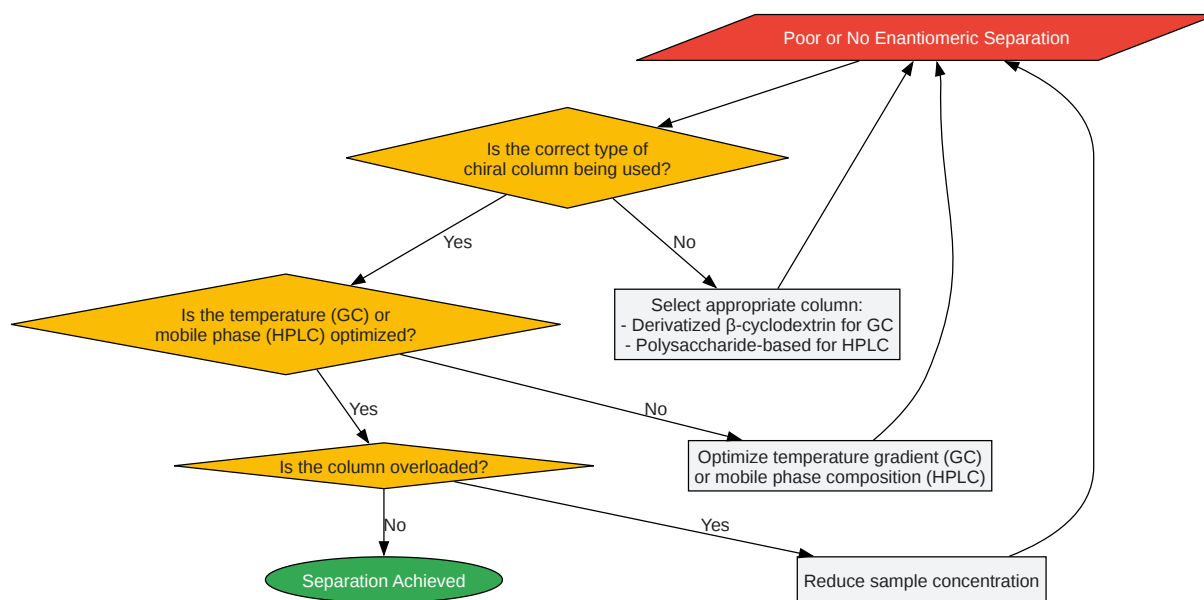 Poor or No Enantiomeric Separation
Is the correct type of
chiral column being used?
Yes
No
Is the temperature (GC) or
mobile phase (HPLC) optimized?
Select appropriate column:
- Derivatized β-cyclodextrin for GC
- Polysaccharide-based for HPLC
Yes
No
Is the column overloaded?
Optimize temperature gradient (GC)
or mobile phase composition (HPLC)
No
Yes
Separation Achieved
Reduce sample concentration